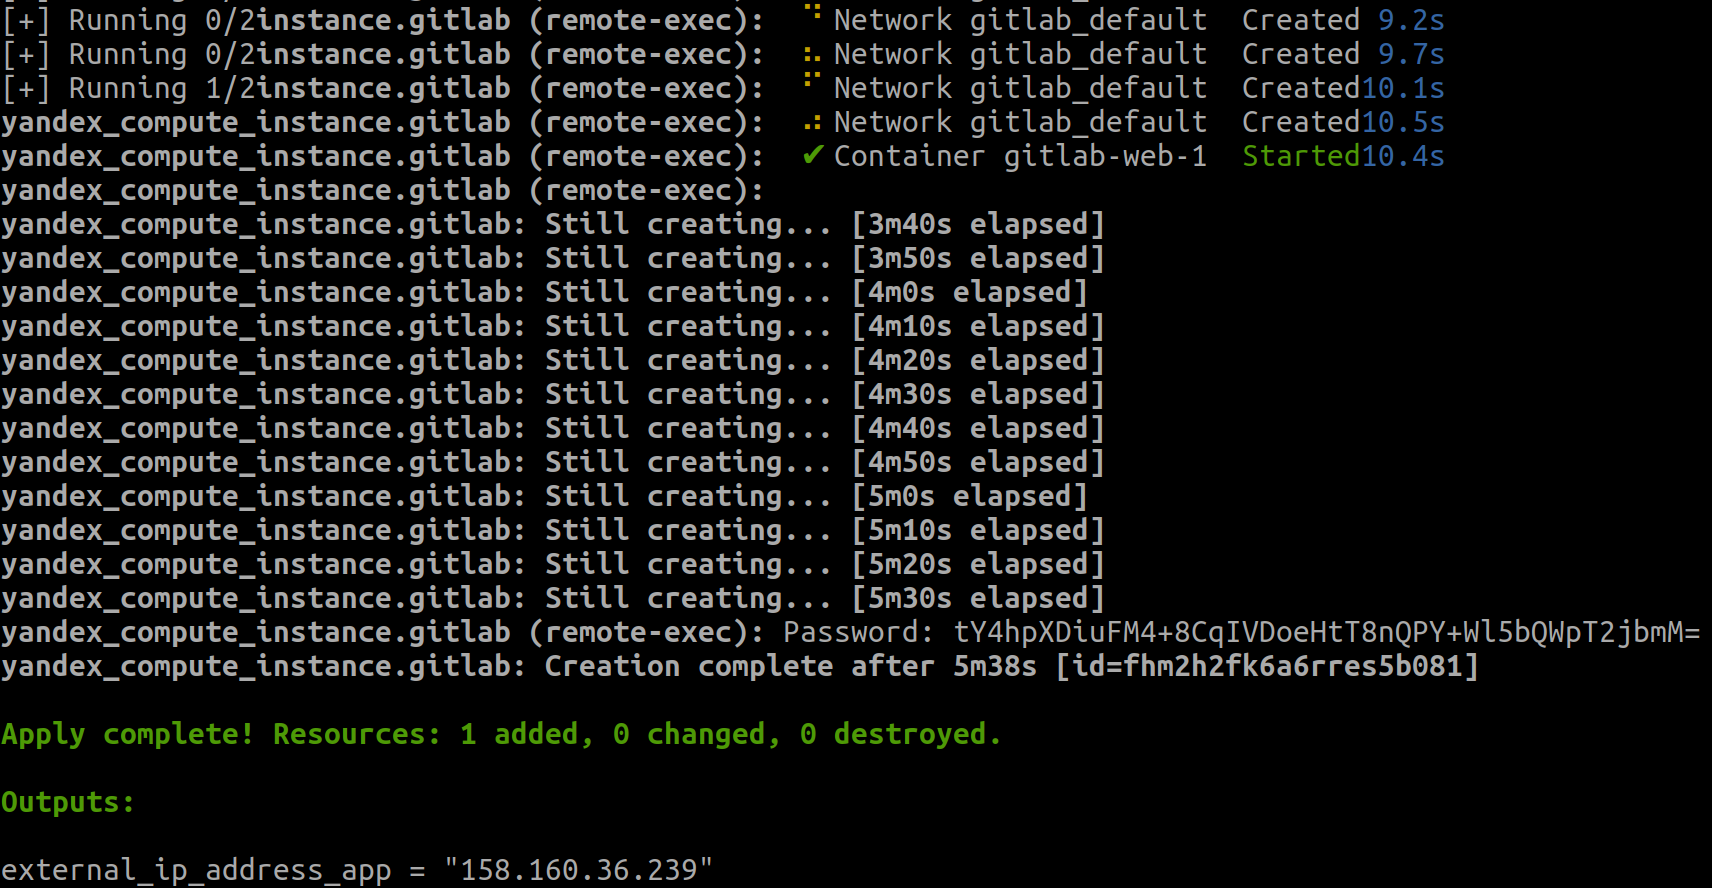 [+] Running 0/2instance.gitlab (remote-exec):  ⠙ Network gitlab_default  Created 9.2s
[+] Running 0/2instance.gitlab (remote-exec):  ⠦ Network gitlab_default  Created 9.7s
[+] Running 1/2instance.gitlab (remote-exec):  ⠋ Network gitlab_default  Created10.1s
yandex_compute_instance.gitlab (remote-exec):  ⠴ Network gitlab_default  Created10.5s
yandex_compute_instance.gitlab (remote-exec):  ✔ Container gitlab-web-1  Started10.4s
yandex_compute_instance.gitlab (remote-exec):
yandex_compute_instance.gitlab: Still creating... [3m40s elapsed]
yandex_compute_instance.gitlab: Still creating... [3m50s elapsed]
yandex_compute_instance.gitlab: Still creating... [4m0s elapsed]
yandex_compute_instance.gitlab: Still creating... [4m10s elapsed]
yandex_compute_instance.gitlab: Still creating... [4m20s elapsed]
yandex_compute_instance.gitlab: Still creating... [4m30s elapsed]
yandex_compute_instance.gitlab: Still creating... [4m40s elapsed]
yandex_compute_instance.gitlab: Still creating... [4m50s elapsed]
yandex_compute_instance.gitlab: Still creating... [5m0s elapsed]
yandex_compute_instance.gitlab: Still creating... [5m10s elapsed]
yandex_compute_instance.gitlab: Still creating... [5m20s elapsed]
yandex_compute_instance.gitlab: Still creating... [5m30s elapsed]
yandex_compute_instance.gitlab (remote-exec): Password: tY4hpXDiuFM4+8CqIVDoeHtT8nQPY+Wl5bQWpT2jbmM=
yandex_compute_instance.gitlab: Creation complete after 5m38s [id=fhm2h2fk6a6rres5b081]
Apply complete! Resources: 1 added, 0 changed, 0 destroyed.
Outputs:
external_ip_address_app = "158.160.36.239"